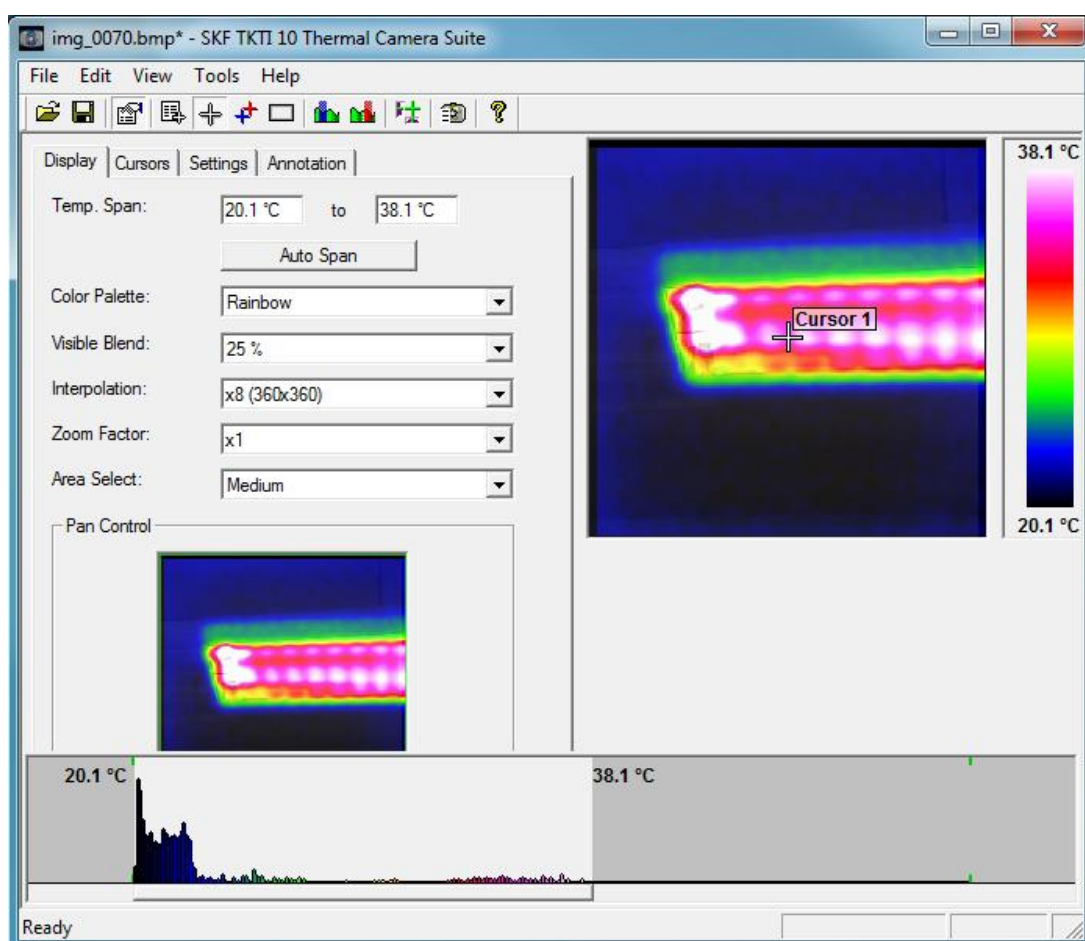 img_0070.bmp* - SKF TKTI 10 Thermal Camera Suite
File Edit View Tools Help
Display Cursors Settings Annotation
Temp. Span: 20.1 °C to 38.1 °C
Auto Span
Color Palette: Rainbow
Visible Blend: 25 %
Interpolation: x8 (360x360)
Zoom Factor: x1
Area Select: Medium
Pan Control
Cursor 1
38.1 °C
20.1 °C
20.1 °C 38.1 °C
Ready